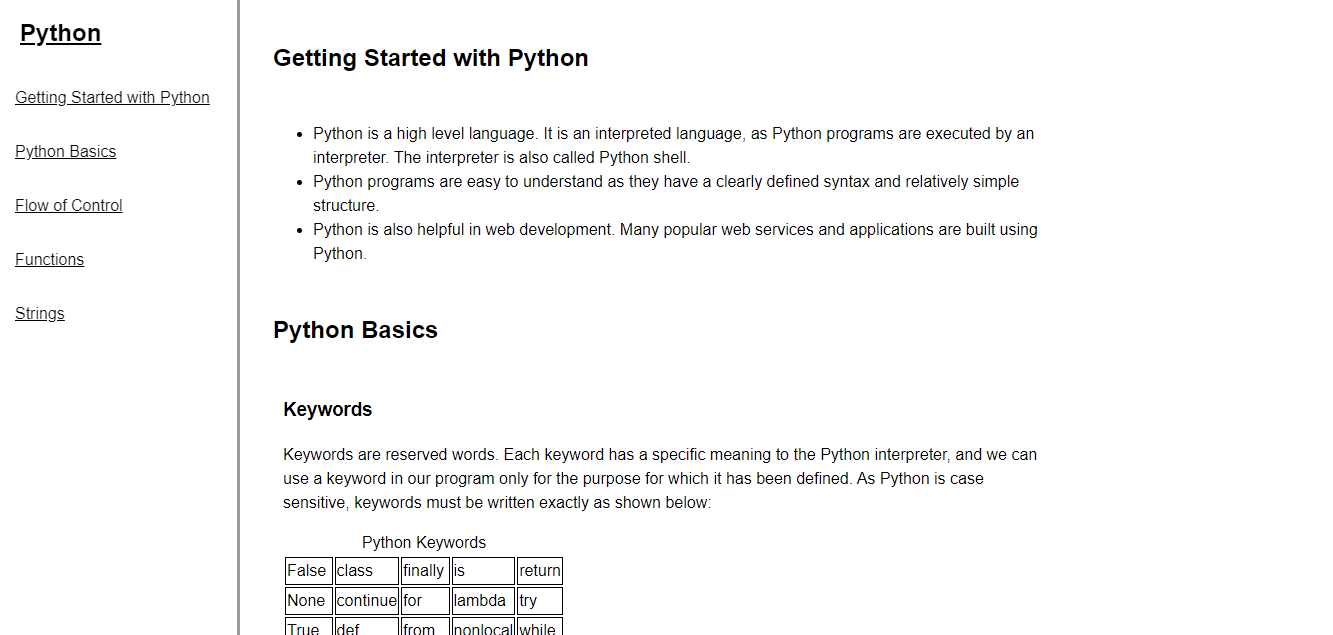 Python
Getting Started with Python
Python Basics
Flow of Control
Functions
Strings
Getting Started with Python
Python is a high level language. It is an interpreted language, as Python programs are executed by an
interpreter. The interpreter is also called Python shell.
Python programs are easy to understand as they have a clearly defined syntax and relatively simple
structure.
Python is also helpful in web development. Many popular web services and applications are built using
Python.
Python Basics
Keywords
Keywords are reserved words. Each keyword has a specific meaning to the Python interpreter, and we can
use a keyword in our program only for the purpose for which it has been defined. As Python is case
sensitive, keywords must be written exactly as shown below:
Python Keywords
False class finally is return
None continue for lambda try
True def from nonlocal while